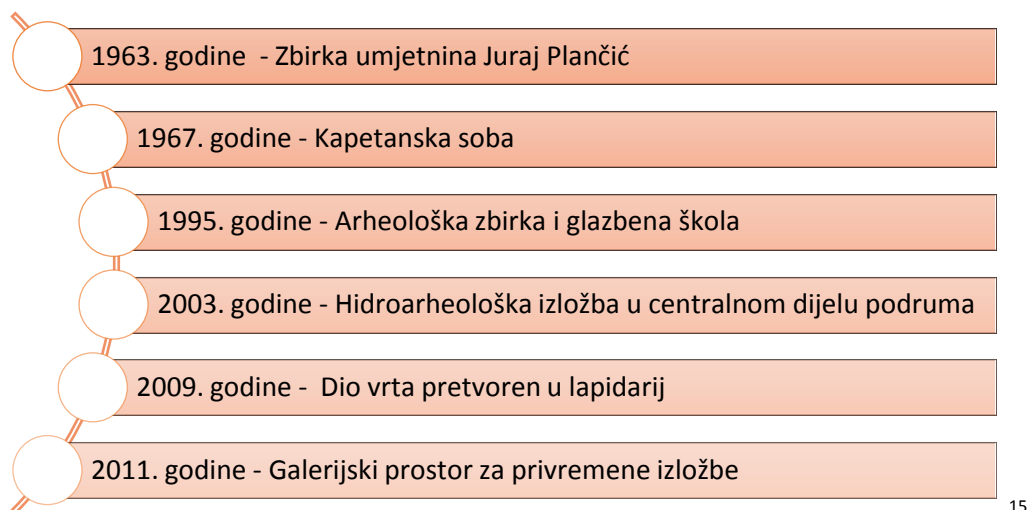 1963. godine  - Zbirka umjetnina Juraj Plančić
1967. godine - Kapetanska soba
1995. godine - Arheološka zbirka i glazbena škola
2003. godine - Hidroarheološka izložba u centralnom dijelu podruma
2009. godine -  Dio vrta pretvoren u lapidarij
2011. godine - Galerijski prostor za privremene izložbe
15